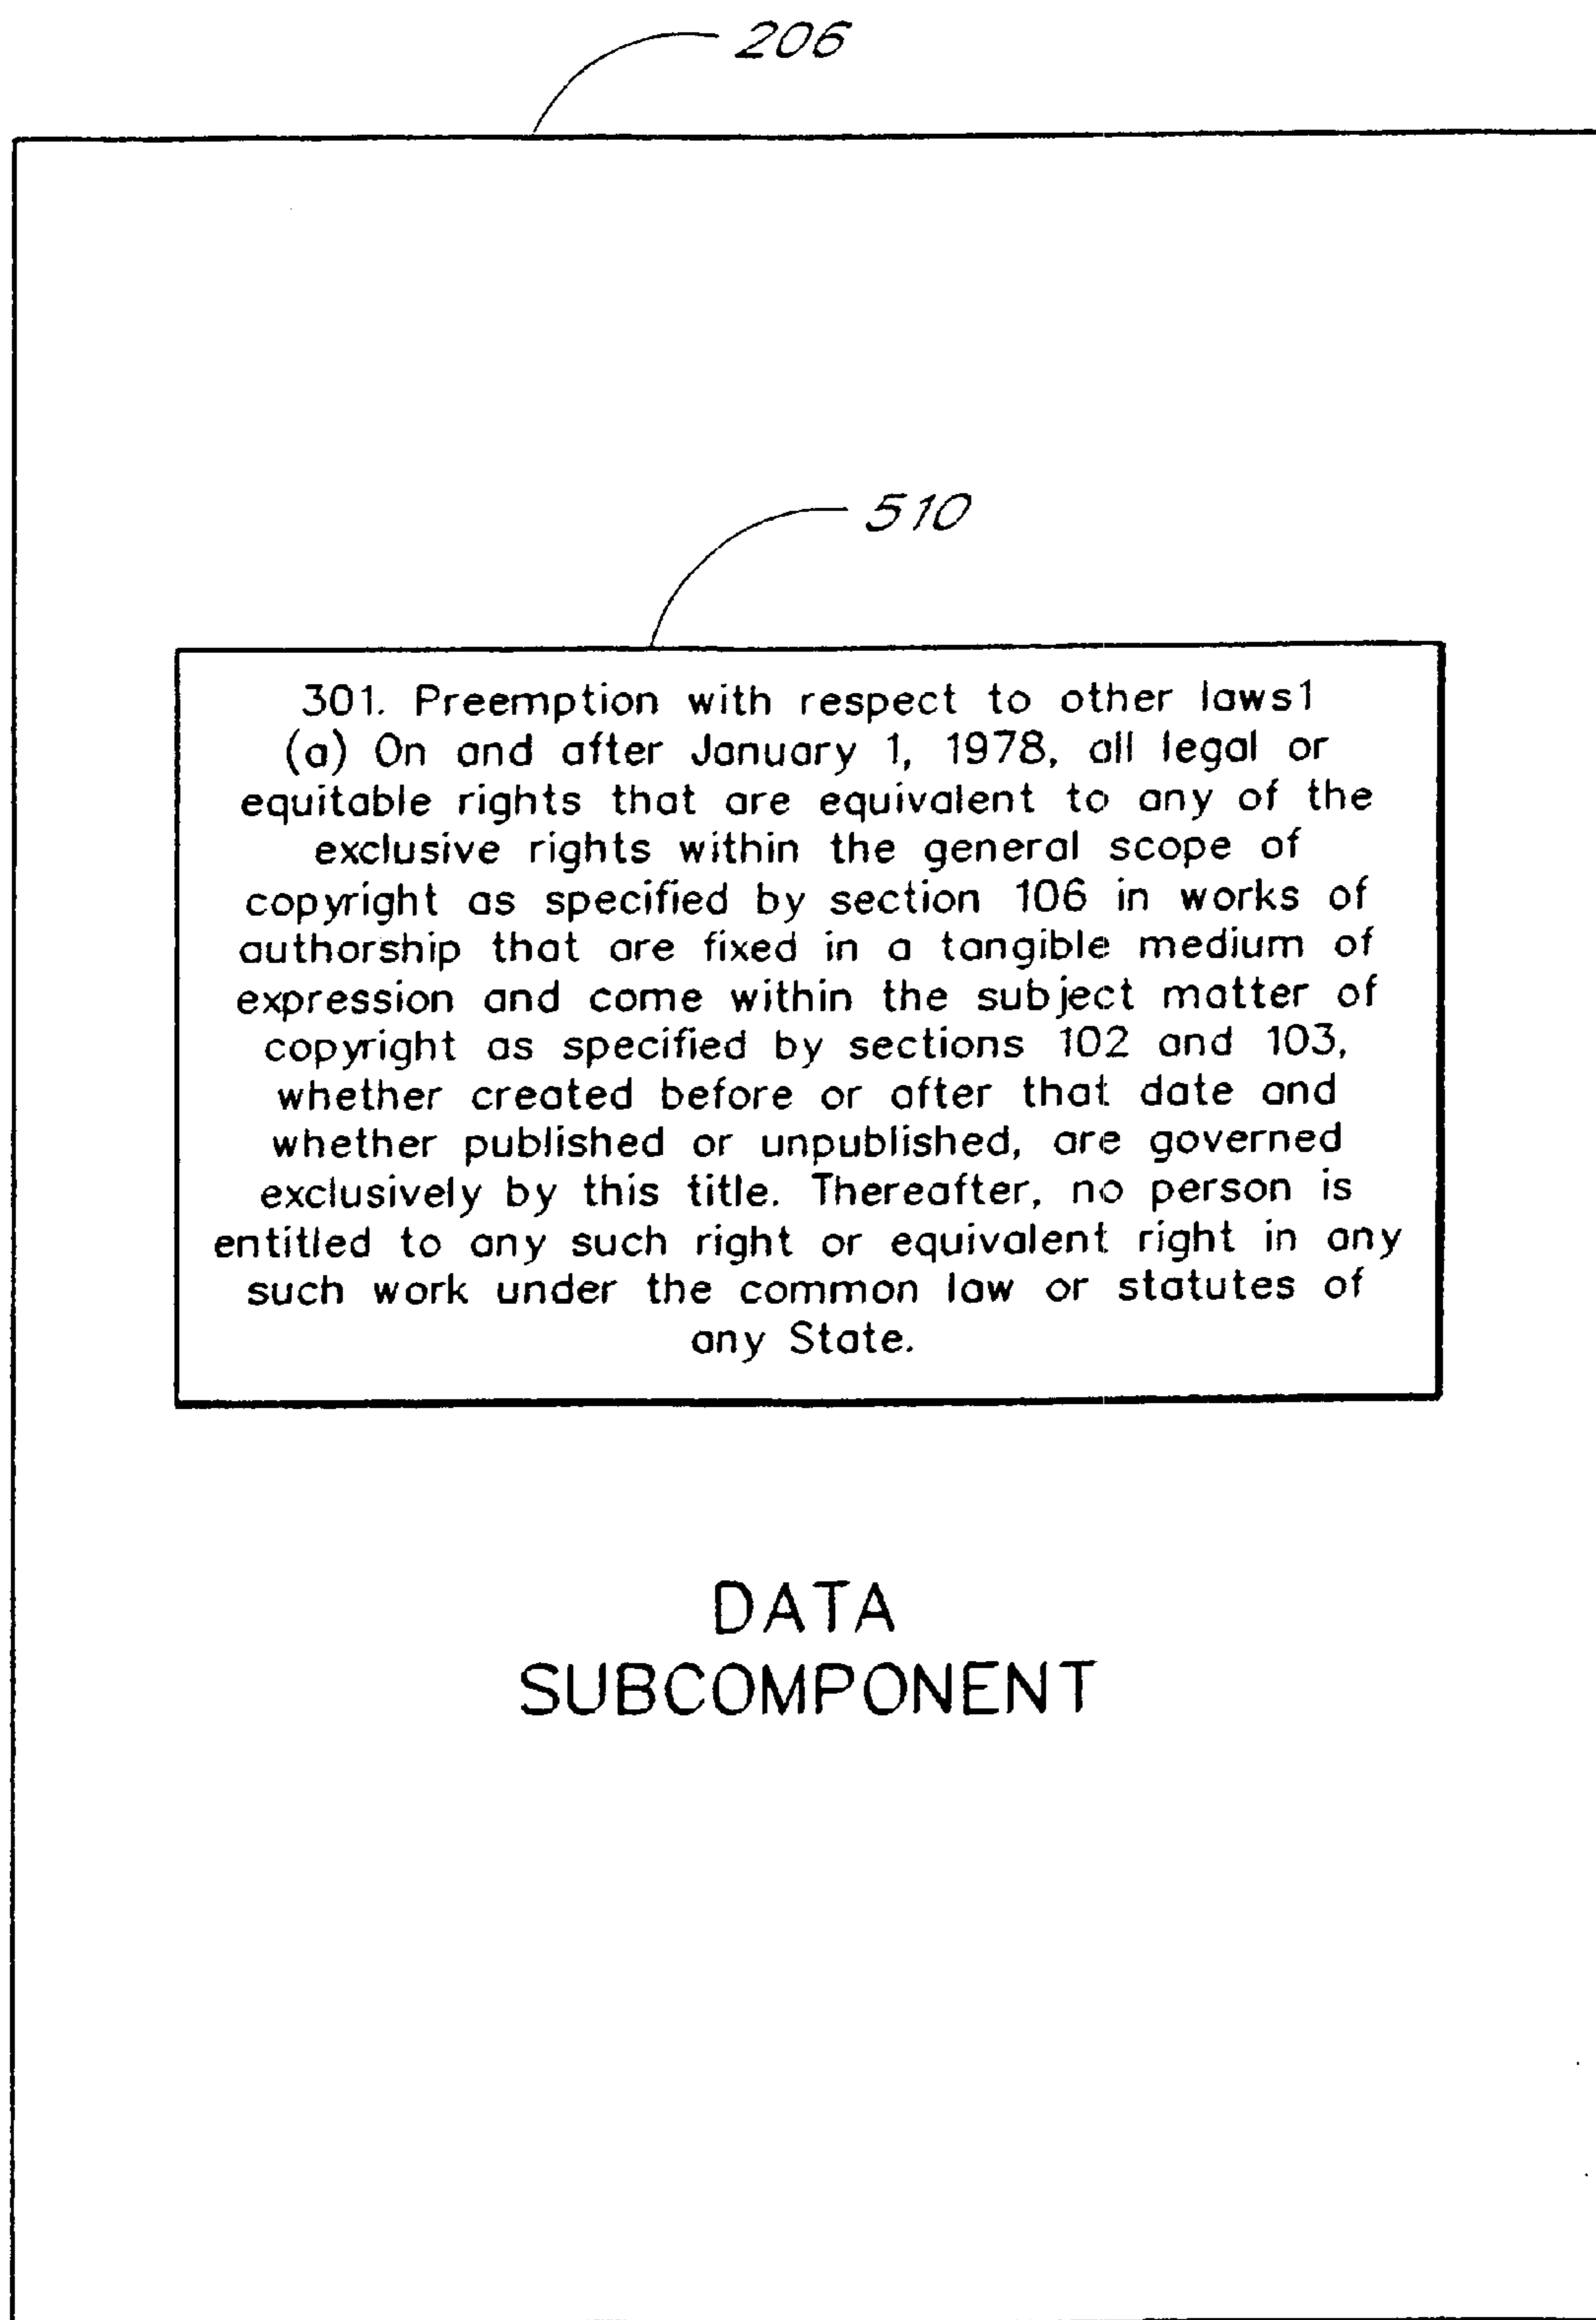 206
510
301. Preemption with respect to other laws1
(a) On and after January 1, 1978, all legal or
equitable rights that are equivalent to any of the
exclusive rights within the general scope of
copyright as specified by section 106 in works of
authorship that are fixed in a tangible medium of
expression and come within the subject matter of
copyright as specified by sections 102 and 103,
whether created before or after that date and
whether published or unpublished, are governed
exclusively by this title. Thereafter, no person is
entitled to any such right or equivalent right in any
such work under the common law or statutes of
any State.
DATA
SUBCOMPONENT